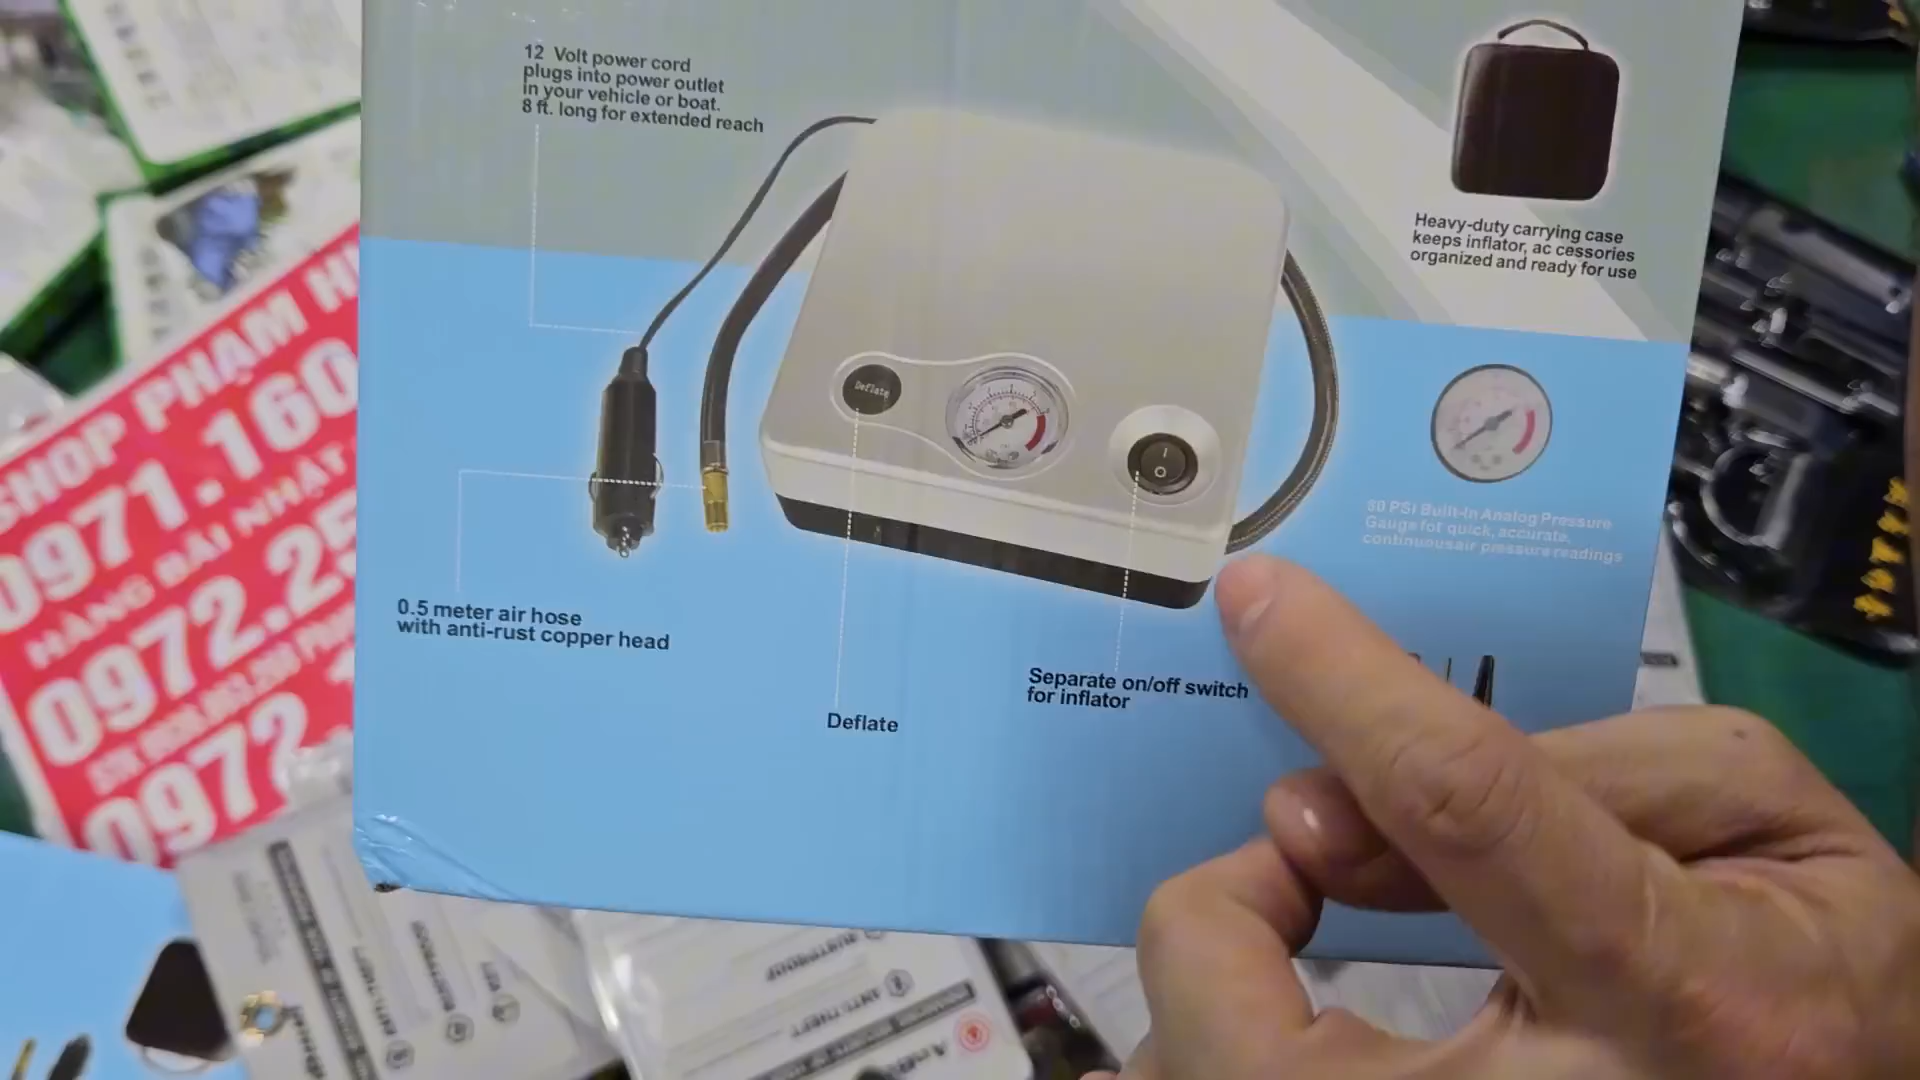 12 Volt power cord
plugs into power outlet
in your vehicle or boat.
8 ft. long for extended reach
Heavy-duty carrying case
keeps inflator, ac cessories
organized and ready for use
Deflate
80 PSI Built-In Analog Pressure
Gauge for quick, accurate,
continuousair pressure readings
0.5 meter air hose
with anti-rust copper head
Separate on/off switch
for inflator
Deflate
SHOP PHẠM H
0971.160
HÀNG BÃI NHẬT
0972.25
0972.
ANTI-THEFT